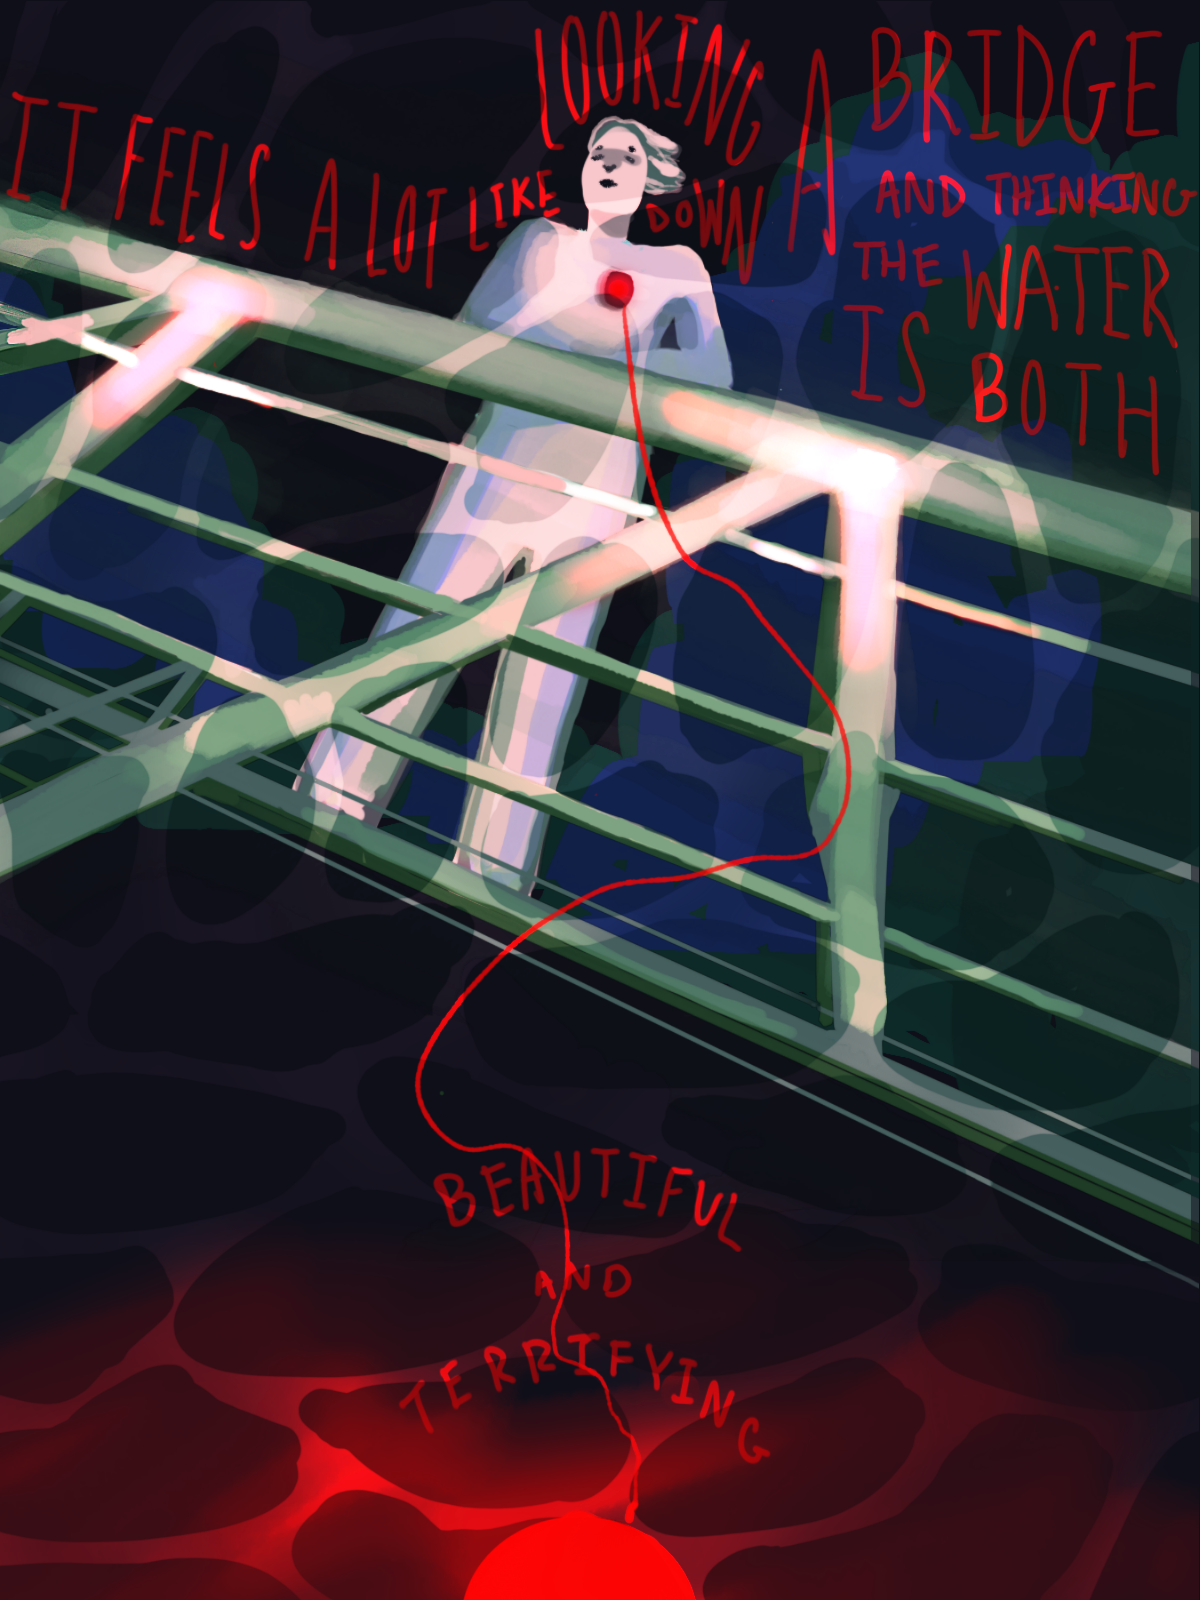 IT FEELS A LOT LIKE
LOOKING
DOWN
A BRIDGE
AND THINKING
THE WATER
IS BOTH
BEAUTIFUL
AND
TERRIFYING